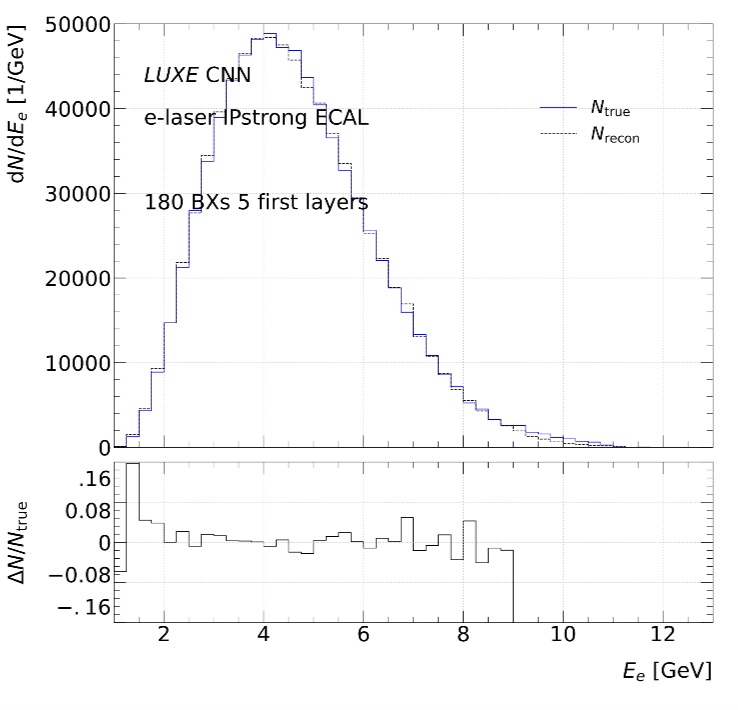 50000
40000
30000
20000
10000
0
dN/dE_e [1/GeV]
LUXE CNN
e-laser IPstrong ECAL
180 BXs 5 first layers
N_true
N_recon
.16
0.08
0
−0.08
−.16
ΔN/N_true
2 4 6 8 10 12
E_e [GeV]